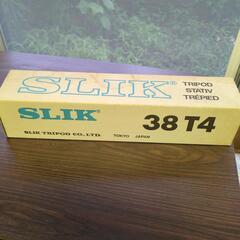 SLIK®
TRIPOD
STATIV
TRÉPIED
SLIK®
38 T4
SLIK TRIPOD CO., LTD.
TOKYO JAPAN